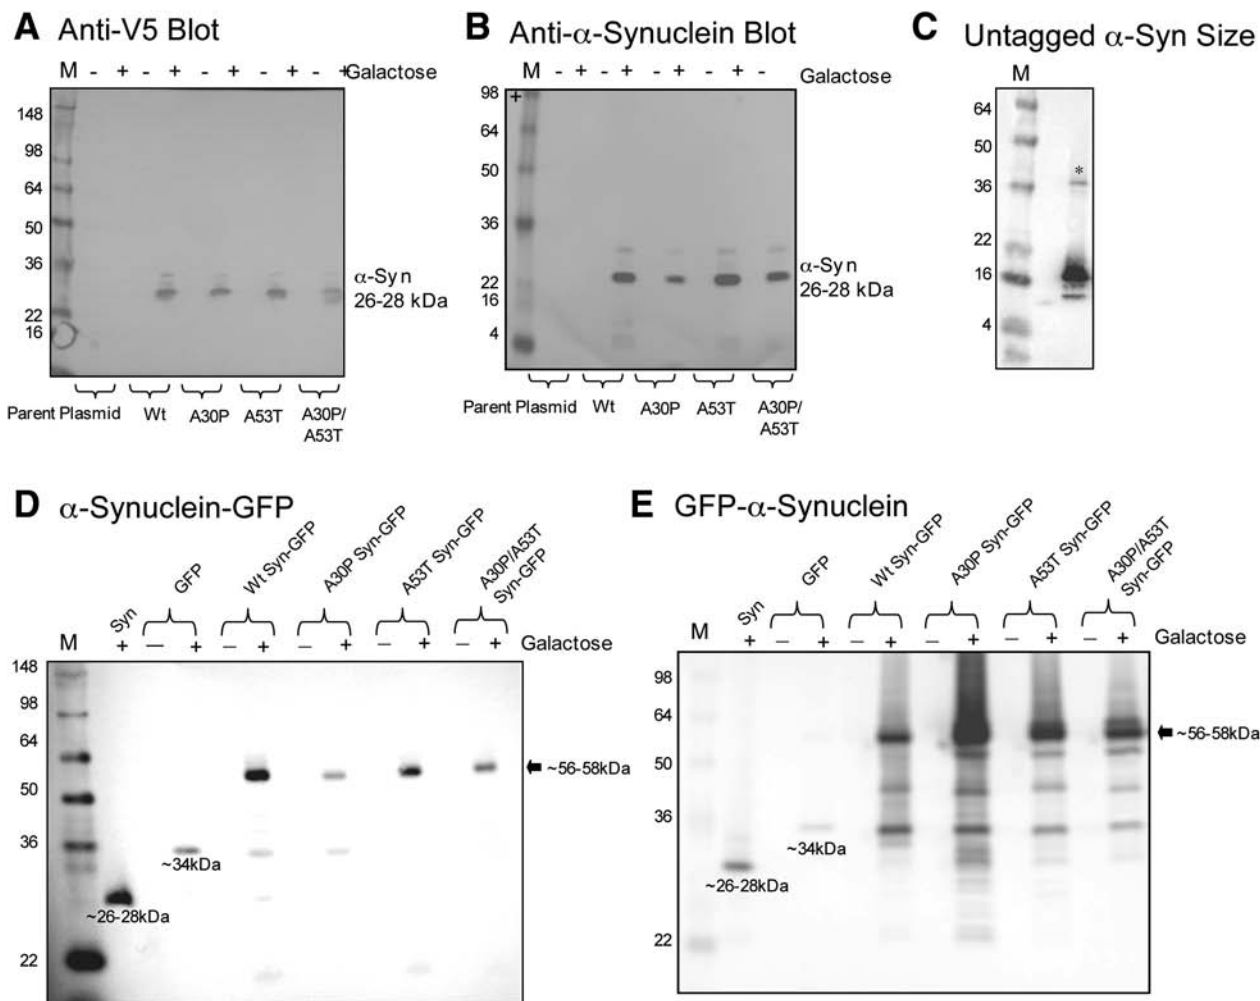 A Anti-V5 Blot
M - + - + - + - + - + Galactose
148
98
64
50
36
22
16
α-Syn
26-28 kDa
Parent Plasmid Wt A30P A53T A30P/
A53T
B Anti-α-Synuclein Blot
M - + - + - + - + - Galactose
+
98
64
50
36
22
16
4
α-Syn
26-28 kDa
Parent Plasmid Wt A30P A53T A30P/
A53T
C Untagged α-Syn Size
M
64
50
36
22
16
4
*
D α-Synuclein-GFP
Syn
GFP
Wt Syn-GFP
A30P Syn-GFP
A53T Syn-GFP
A30P/A53T
Syn-GFP
M + — + – + – + – + – + Galactose
148
98
64
50
36
22
~26-28kDa
~34kDa
~56-58kDa
E GFP-α-Synuclein
Syn
GFP
Wt Syn-GFP
A30P Syn-GFP
A53T Syn-GFP
A30P/A53T
Syn-GFP
M + – + – + – + – + – + Galactose
98
64
50
36
22
~26-28kDa
~34kDa
~56-58kDa